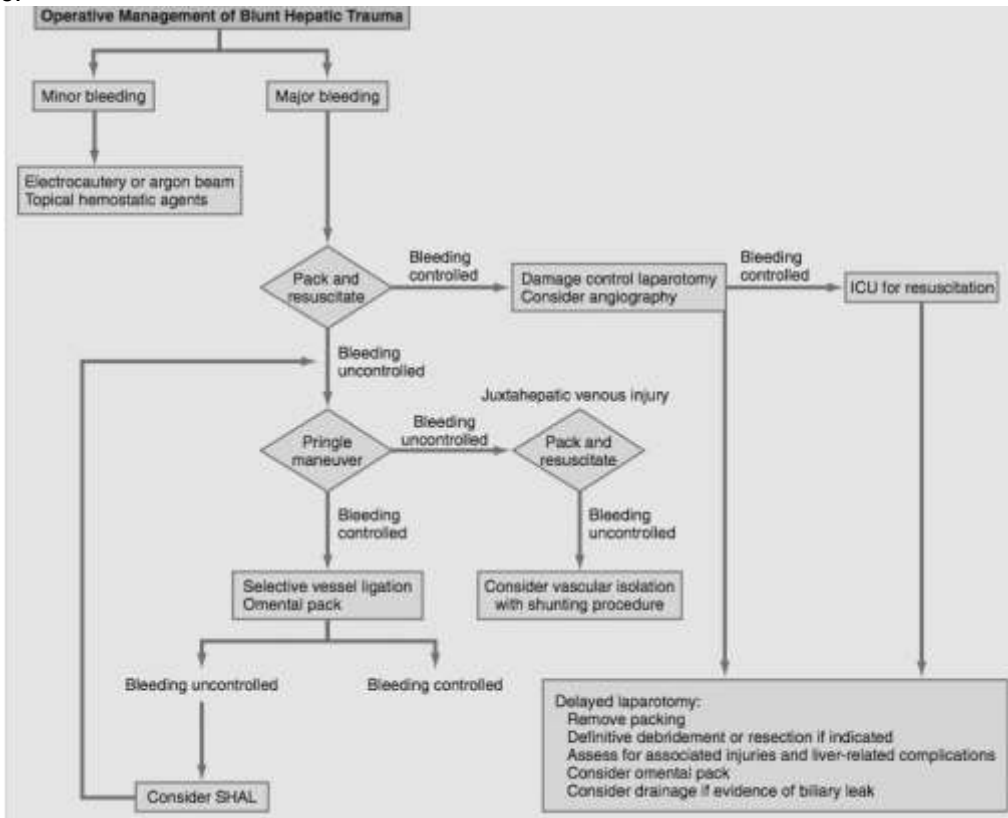 Operative Management of Blunt Hepatic Trauma
Minor bleeding
Major bleeding
Electrocautery or argon beam
Topical hemostatic agents
Pack and
resuscitate
Bleeding
controlled
Damage control laparotomy
Consider angiography
Bleeding
controlled
ICU for resuscitation
Bleeding
uncontrolled
Juxtahepatic venous injury
Pringle
maneuver
Bleeding
uncontrolled
Pack and
resuscitate
Bleeding
controlled
Bleeding
uncontrolled
Selective vessel ligation
Omental pack
Consider vascular isolation
with shunting procedure
Bleeding uncontrolled
Bleeding controlled
Consider SHAL
Delayed laparotomy:
Remove packing
Definitive debridement or resection if indicated
Assess for associated injuries and liver-related complications
Consider omental pack
Consider drainage if evidence of biliary leak